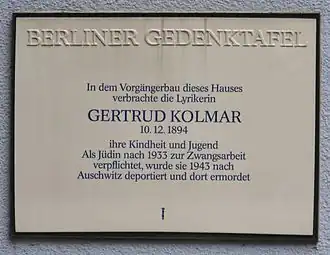 BERLINER GEDENKTAFEL
In dem Vorgängerbau dieses Hauses
verbrachte die Lyrikerin
GERTRUD KOLMAR
10. 12. 1894
ihre Kindheit und Jugend
Als Jüdin nach 1933 zur Zwangsarbeit
verpflichtet, wurde sie 1943 nach
Auschwitz deportiert und dort ermordet